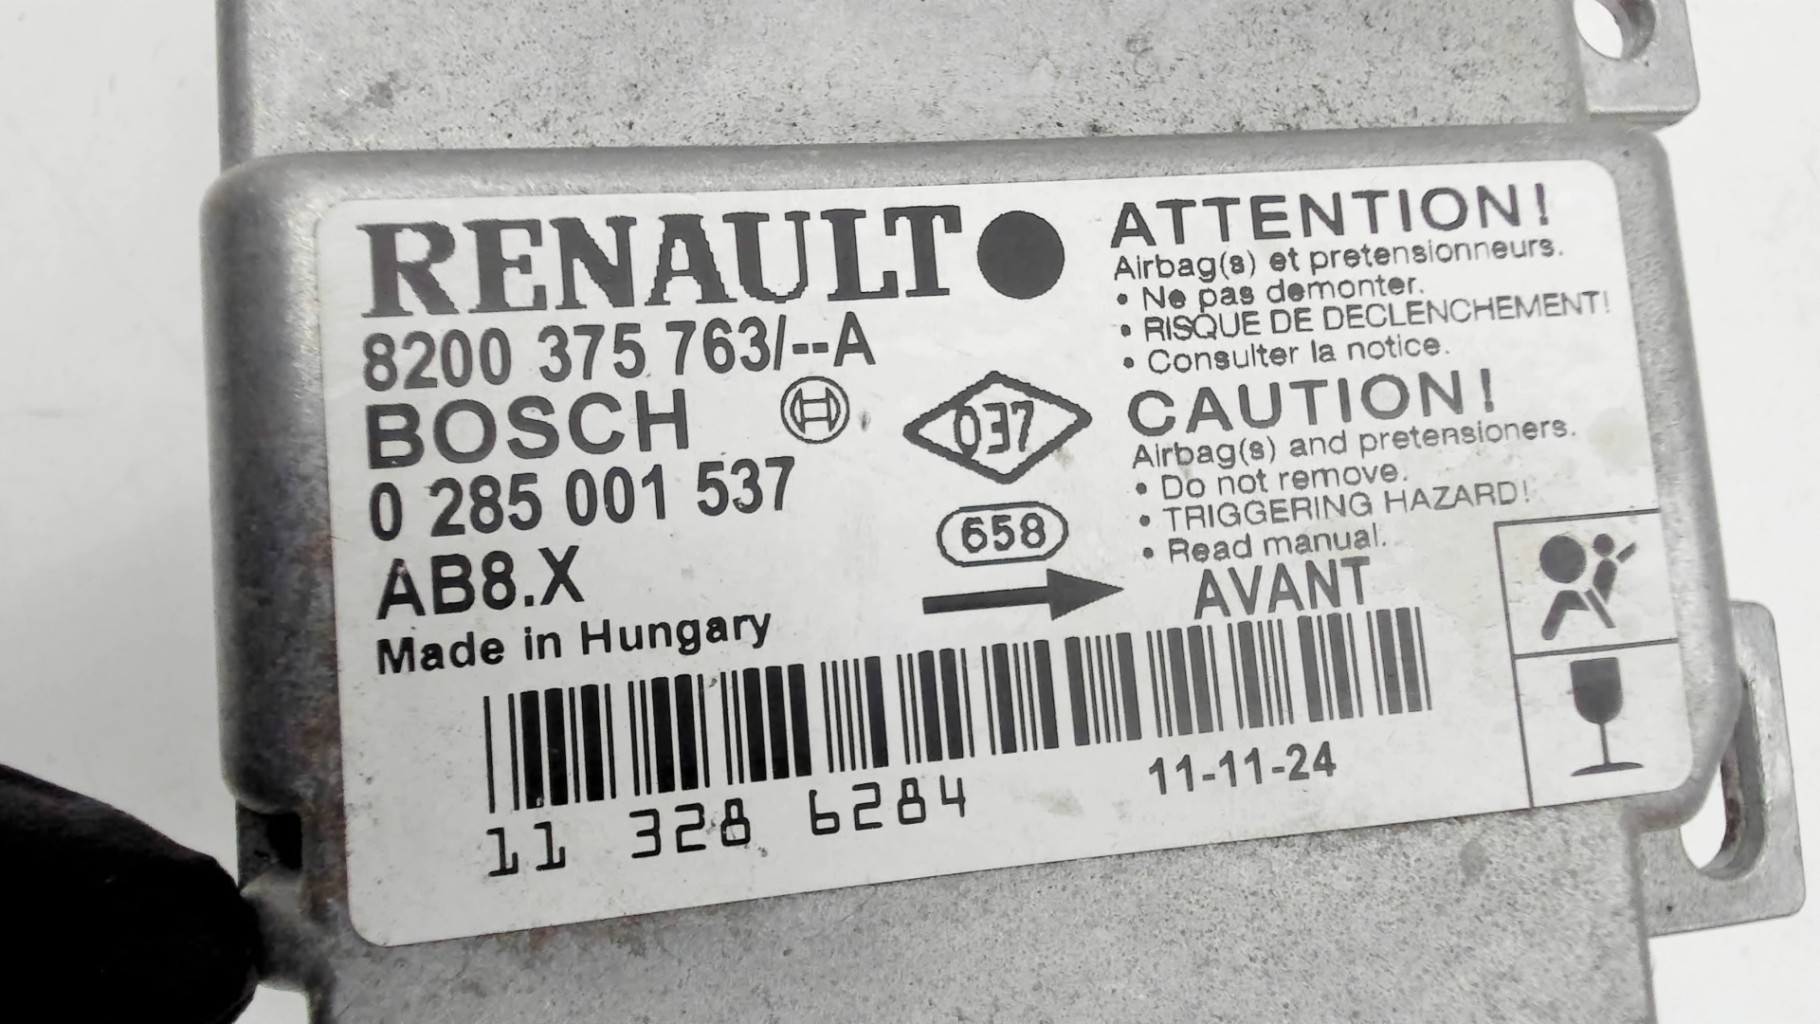 RENAULT
8200 375 763/--A
BOSCH
0 285 001 537
AB8.X
Made in Hungary
037
658
ATTENTION!
Airbag(s) et pretensionneurs.
• Ne pas demonter.
• RISQUE DE DECLENCHEMENT!
• Consulter la notice.
CAUTION!
Airbag(s) and pretensioners.
• Do not remove.
• TRIGGERING HAZARD!
• Read manual.
AVANT
11 328 6284
11-11-24